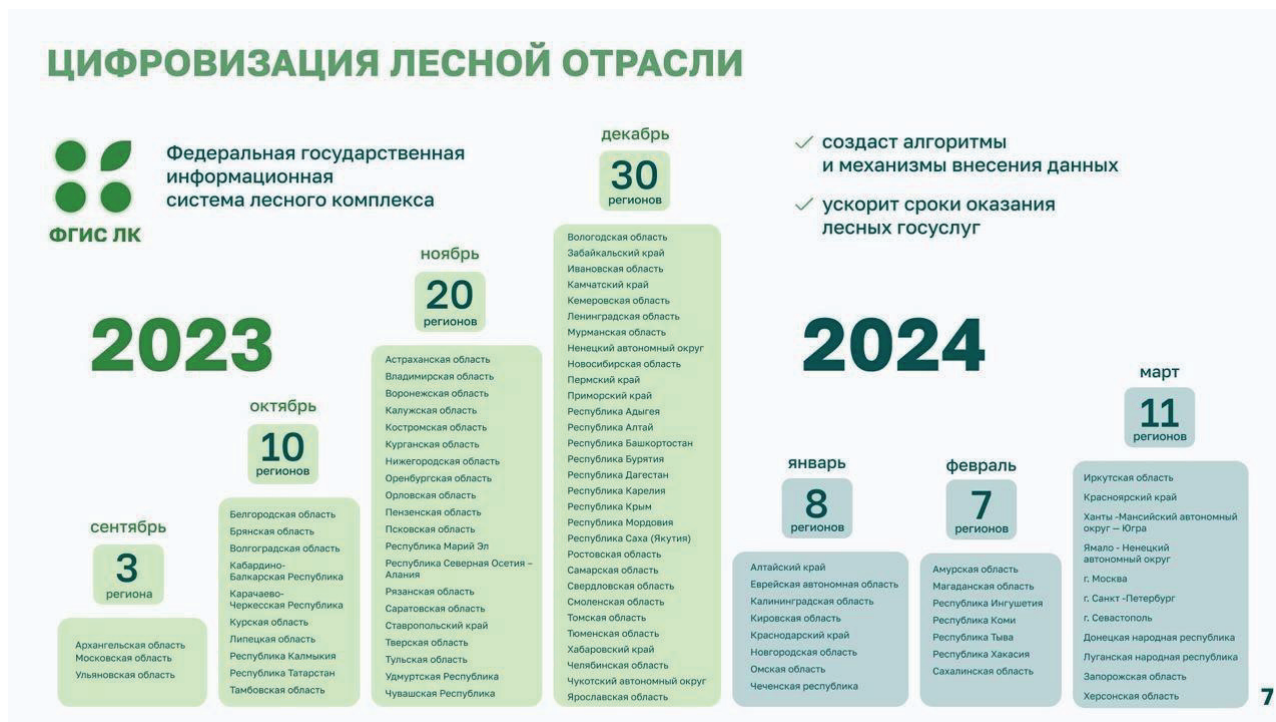 ЦИФРОВИЗАЦИЯ ЛЕСНОЙ ОТРАСЛИ
ФГИС ЛК
Федеральная государственная
информационная
система лесного комплекса
создаст алгоритмы
и механизмы внесения данных
ускорит сроки оказания
лесных госуслуг
2023
сентябрь
3
региона
Архангельская область
Московская область
Ульяновская область
октябрь
10
регионов
Белгородская область
Брянская область
Волгоградская область
Кабардино-
Балкарская Республика
Карачаево-
Черкесская Республика
Курская область
Липецкая область
Республика Калмыкия
Республика Татарстан
Тамбовская область
ноябрь
20
регионов
Астраханская область
Владимирская область
Воронежская область
Калужская область
Костромская область
Курганская область
Нижегородская область
Оренбургская область
Орловская область
Пензенская область
Псковская область
Республика Марий Эл
Республика Северная Осетия –
Алания
Рязанская область
Саратовская область
Ставропольский край
Тверская область
Тульская область
Удмуртская Республика
Чувашская Республика
декабрь
30
регионов
Вологодская область
Забайкальский край
Ивановская область
Камчатский край
Кемеровская область
Ленинградская область
Мурманская область
Ненецкий автономный округ
Новосибирская область
Пермский край
Приморский край
Республика Адыгея
Республика Алтай
Республика Башкортостан
Республика Бурятия
Республика Дагестан
Республика Карелия
Республика Крым
Республика Мордовия
Республика Саха (Якутия)
Ростовская область
Самарская область
Свердловская область
Смоленская область
Томская область
Тюменская область
Хабаровский край
Челябинская область
Чукотский автономный округ
Ярославская область
2024
январь
8
регионов
Алтайский край
Еврейская автономная область
Калининградская область
Кировская область
Краснодарский край
Новгородская область
Омская область
Чеченская республика
февраль
7
регионов
Амурская область
Магаданская область
Республика Ингушетия
Республика Коми
Республика Тыва
Республика Хакасия
Сахалинская область
март
11
регионов
Иркутская область
Красноярский край
Ханты -Мансийский автономный
округ — Югра
Ямало - Ненецкий
автономный округ
г. Москва
г. Санкт -Петербург
г. Севастополь
Донецкая народная республика
Луганская народная республика
Запорожская область
Херсонская область
7